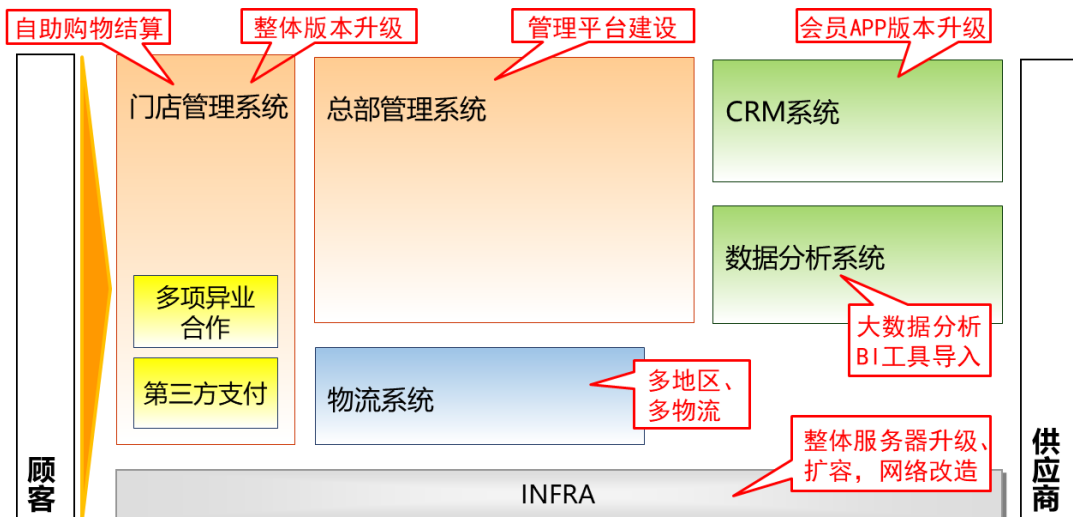 自助购物结算
整体版本升级
管理平台建设
会员APP版本升级
门店管理系统
总部管理系统
CRM系统
数据分析系统
多项异业
合作
大数据分析
BI工具导入
第三方支付
物流系统
多地区、
多物流
整体服务器升级、
扩容，网络改造
INFRA
顾客
供应商